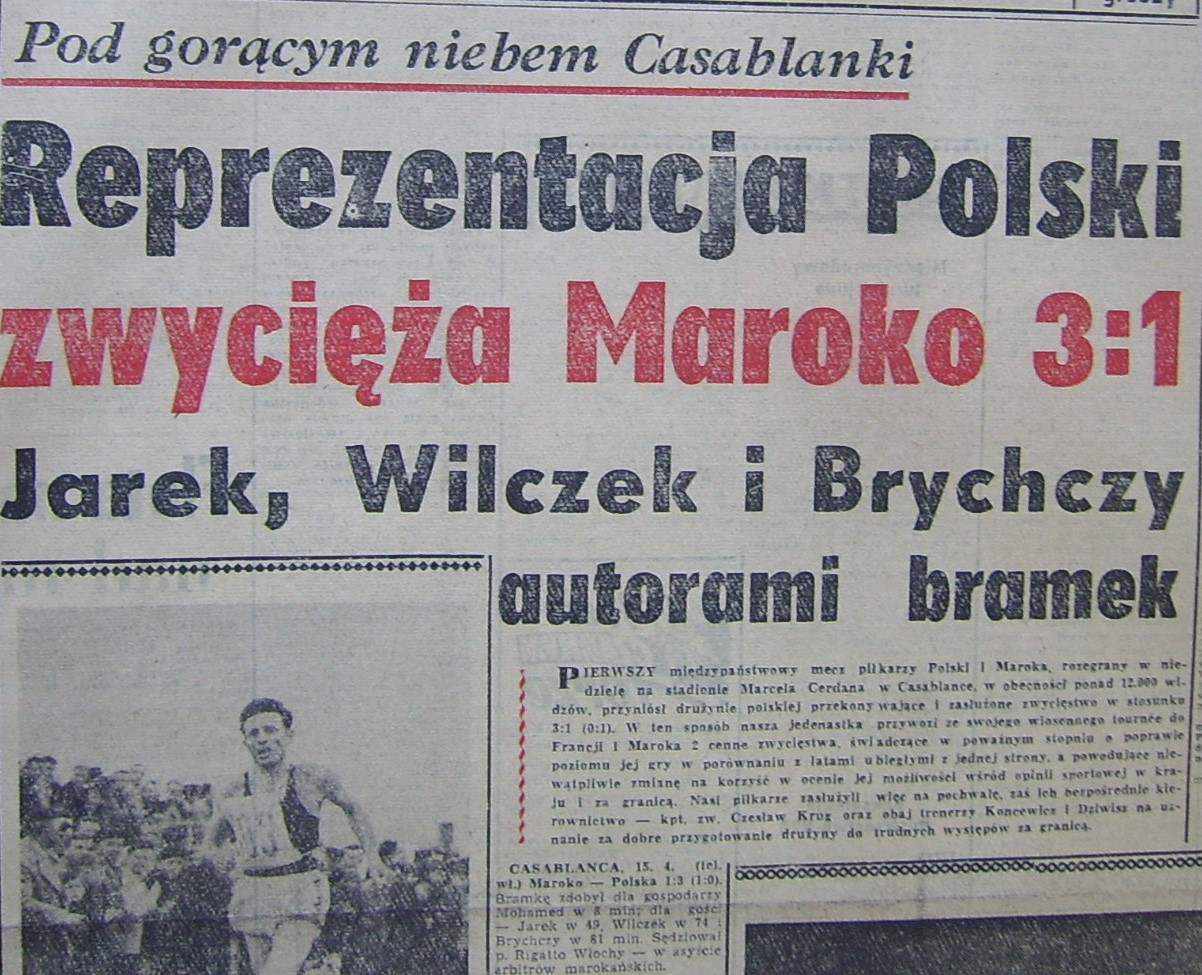 Pod gorącym niebem Casablanki
Reprezentacja Polski
zwycięża Maroko 3:1
Jarek, Wilczek i Brychczy
autorami bramek
PIERWSZY międzypaństwowy mecz piłkarzy Polski i Maroka, rozegrany w nie-
dzielę na stadionie Marcela Cerdana w Casablance, w obecności ponad 12.000 wi-
dzów, przyniósł drużynie polskiej przekonywające i zasłużone zwycięstwo w stosunku
3:1 (0:1). W ten sposób nasza jedenastka przywozi ze swojego wiosennego tournée do
Francji i Maroka 2 cenne zwycięstwa, świadczące w poważnym stopniu o poprawie
poziomu jej gry w porównaniu z latami ubiegłymi z jednej strony, a powodujące nie-
wątpliwie zmianę na korzyść w ocenie jej możliwości wśród opinii sportowej w kra-
ju i za granicą. Nasi piłkarze zasłużyli więc na pochwałę, zaś ich bezpośrednie kie-
rownictwo — kpt. zw. Czesław Krug oraz obaj trenerzy Koncewicz i Dziwisz na uz-
nanie za dobre przygotowanie drużyny do trudnych występów za granicą.
CASABLANCA, 15. 4. (tel.
wł.) Maroko — Polska 1:3 (1:0).
Bramkę zdobył dla gospodarzy
Mohamed w 8 min; dla gości
— Jarek w 49, Wilczek w 74 i
Brychczy w 81 min. Sędziował
p. Rigatto Włochy — w asyście
arbitrów marokańskich.